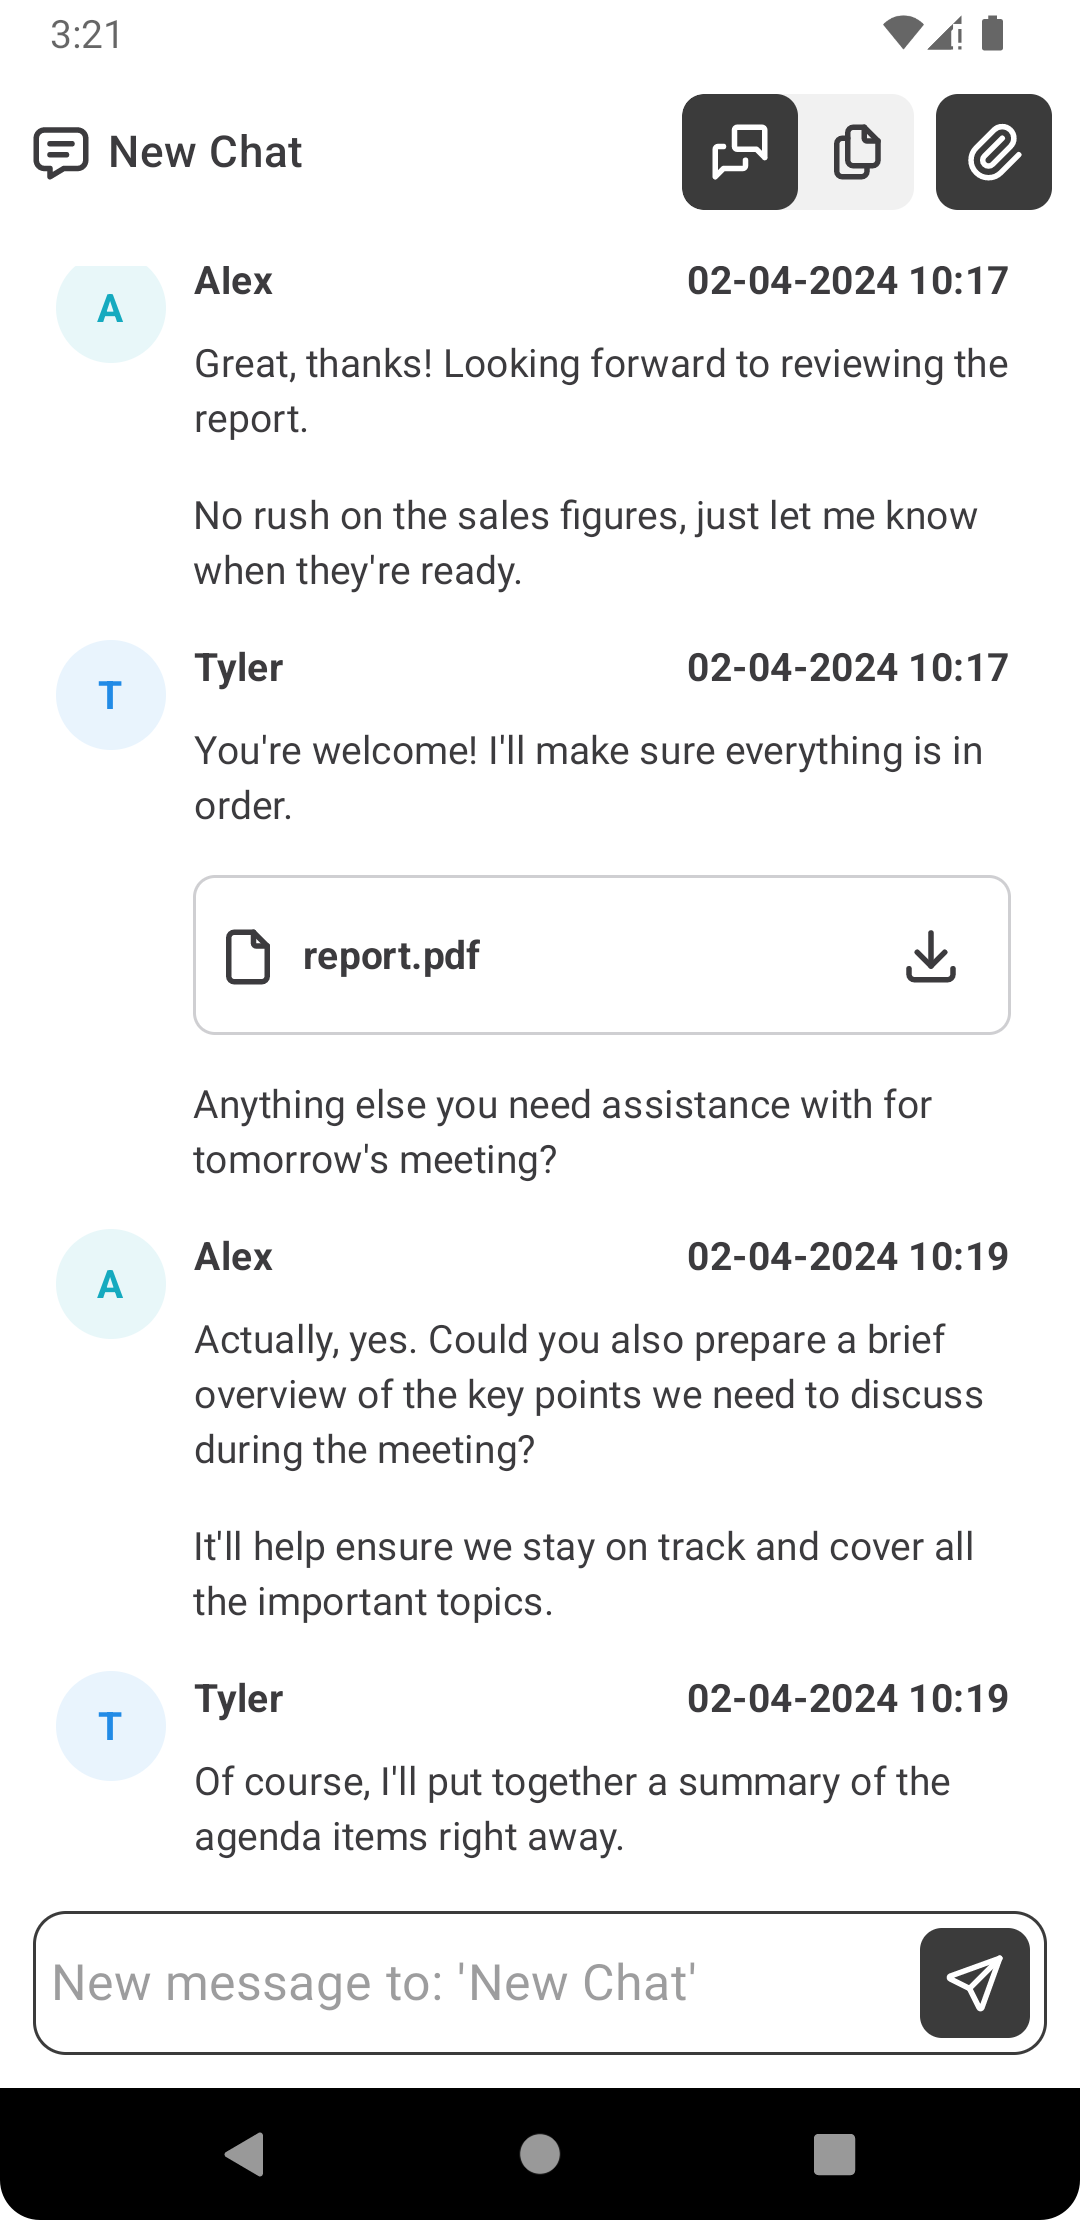 3:21
New Chat
Alex 02-04-2024 10:17
A
Great, thanks! Looking forward to reviewing the
report.
No rush on the sales figures, just let me know
when they're ready.
Tyler 02-04-2024 10:17
T
You're welcome! I'll make sure everything is in
order.
report.pdf
Anything else you need assistance with for
tomorrow's meeting?
Alex 02-04-2024 10:19
A
Actually, yes. Could you also prepare a brief
overview of the key points we need to discuss
during the meeting?
It'll help ensure we stay on track and cover all
the important topics.
Tyler 02-04-2024 10:19
T
Of course, I'll put together a summary of the
agenda items right away.
New message to: 'New Chat'